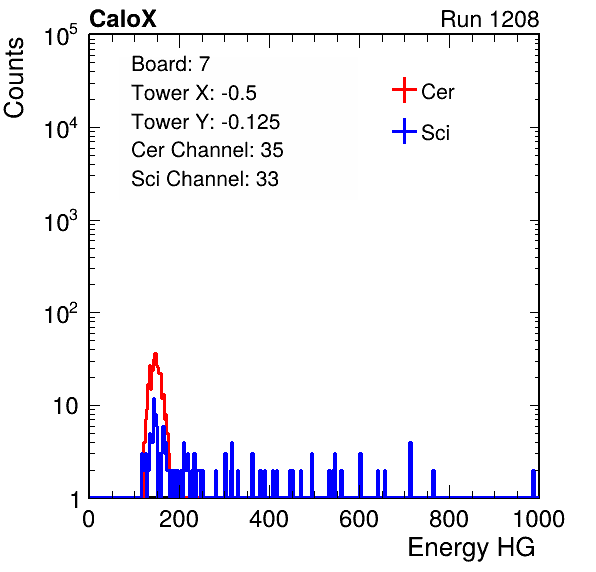 CaloX Run 1208
Counts
Board: 7
Tower X: -0.5
Tower Y: -0.125
Cer Channel: 35
Sci Channel: 33
Cer
Sci
10^5
10^4
10^3
10^2
10
1
0 200 400 600 800 1000
Energy HG